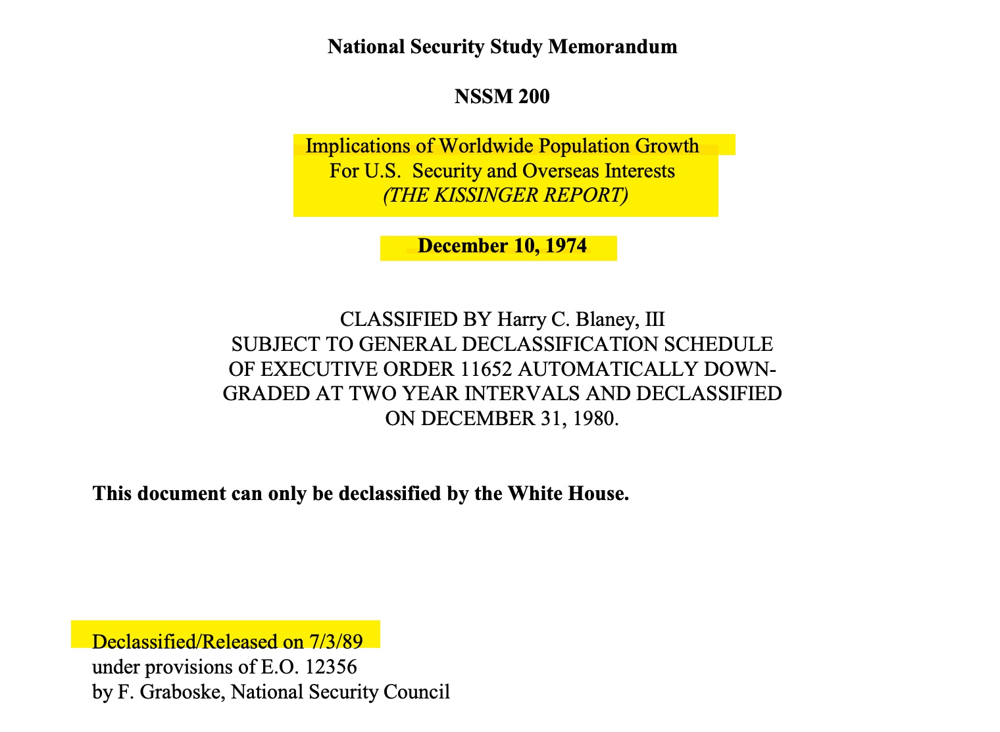 National Security Study Memorandum
NSSM 200
Implications of Worldwide Population Growth
For U.S.  Security and Overseas Interests
(THE KISSINGER REPORT)
December 10, 1974
CLASSIFIED BY Harry C. Blaney, III
SUBJECT TO GENERAL DECLASSIFICATION SCHEDULE
OF EXECUTIVE ORDER 11652 AUTOMATICALLY DOWN-
GRADED AT TWO YEAR INTERVALS AND DECLASSIFIED
ON DECEMBER 31, 1980.
This document can only be declassified by the White House.
Declassified/Released on 7/3/89
under provisions of E.O. 12356
by F. Graboske, National Security Council